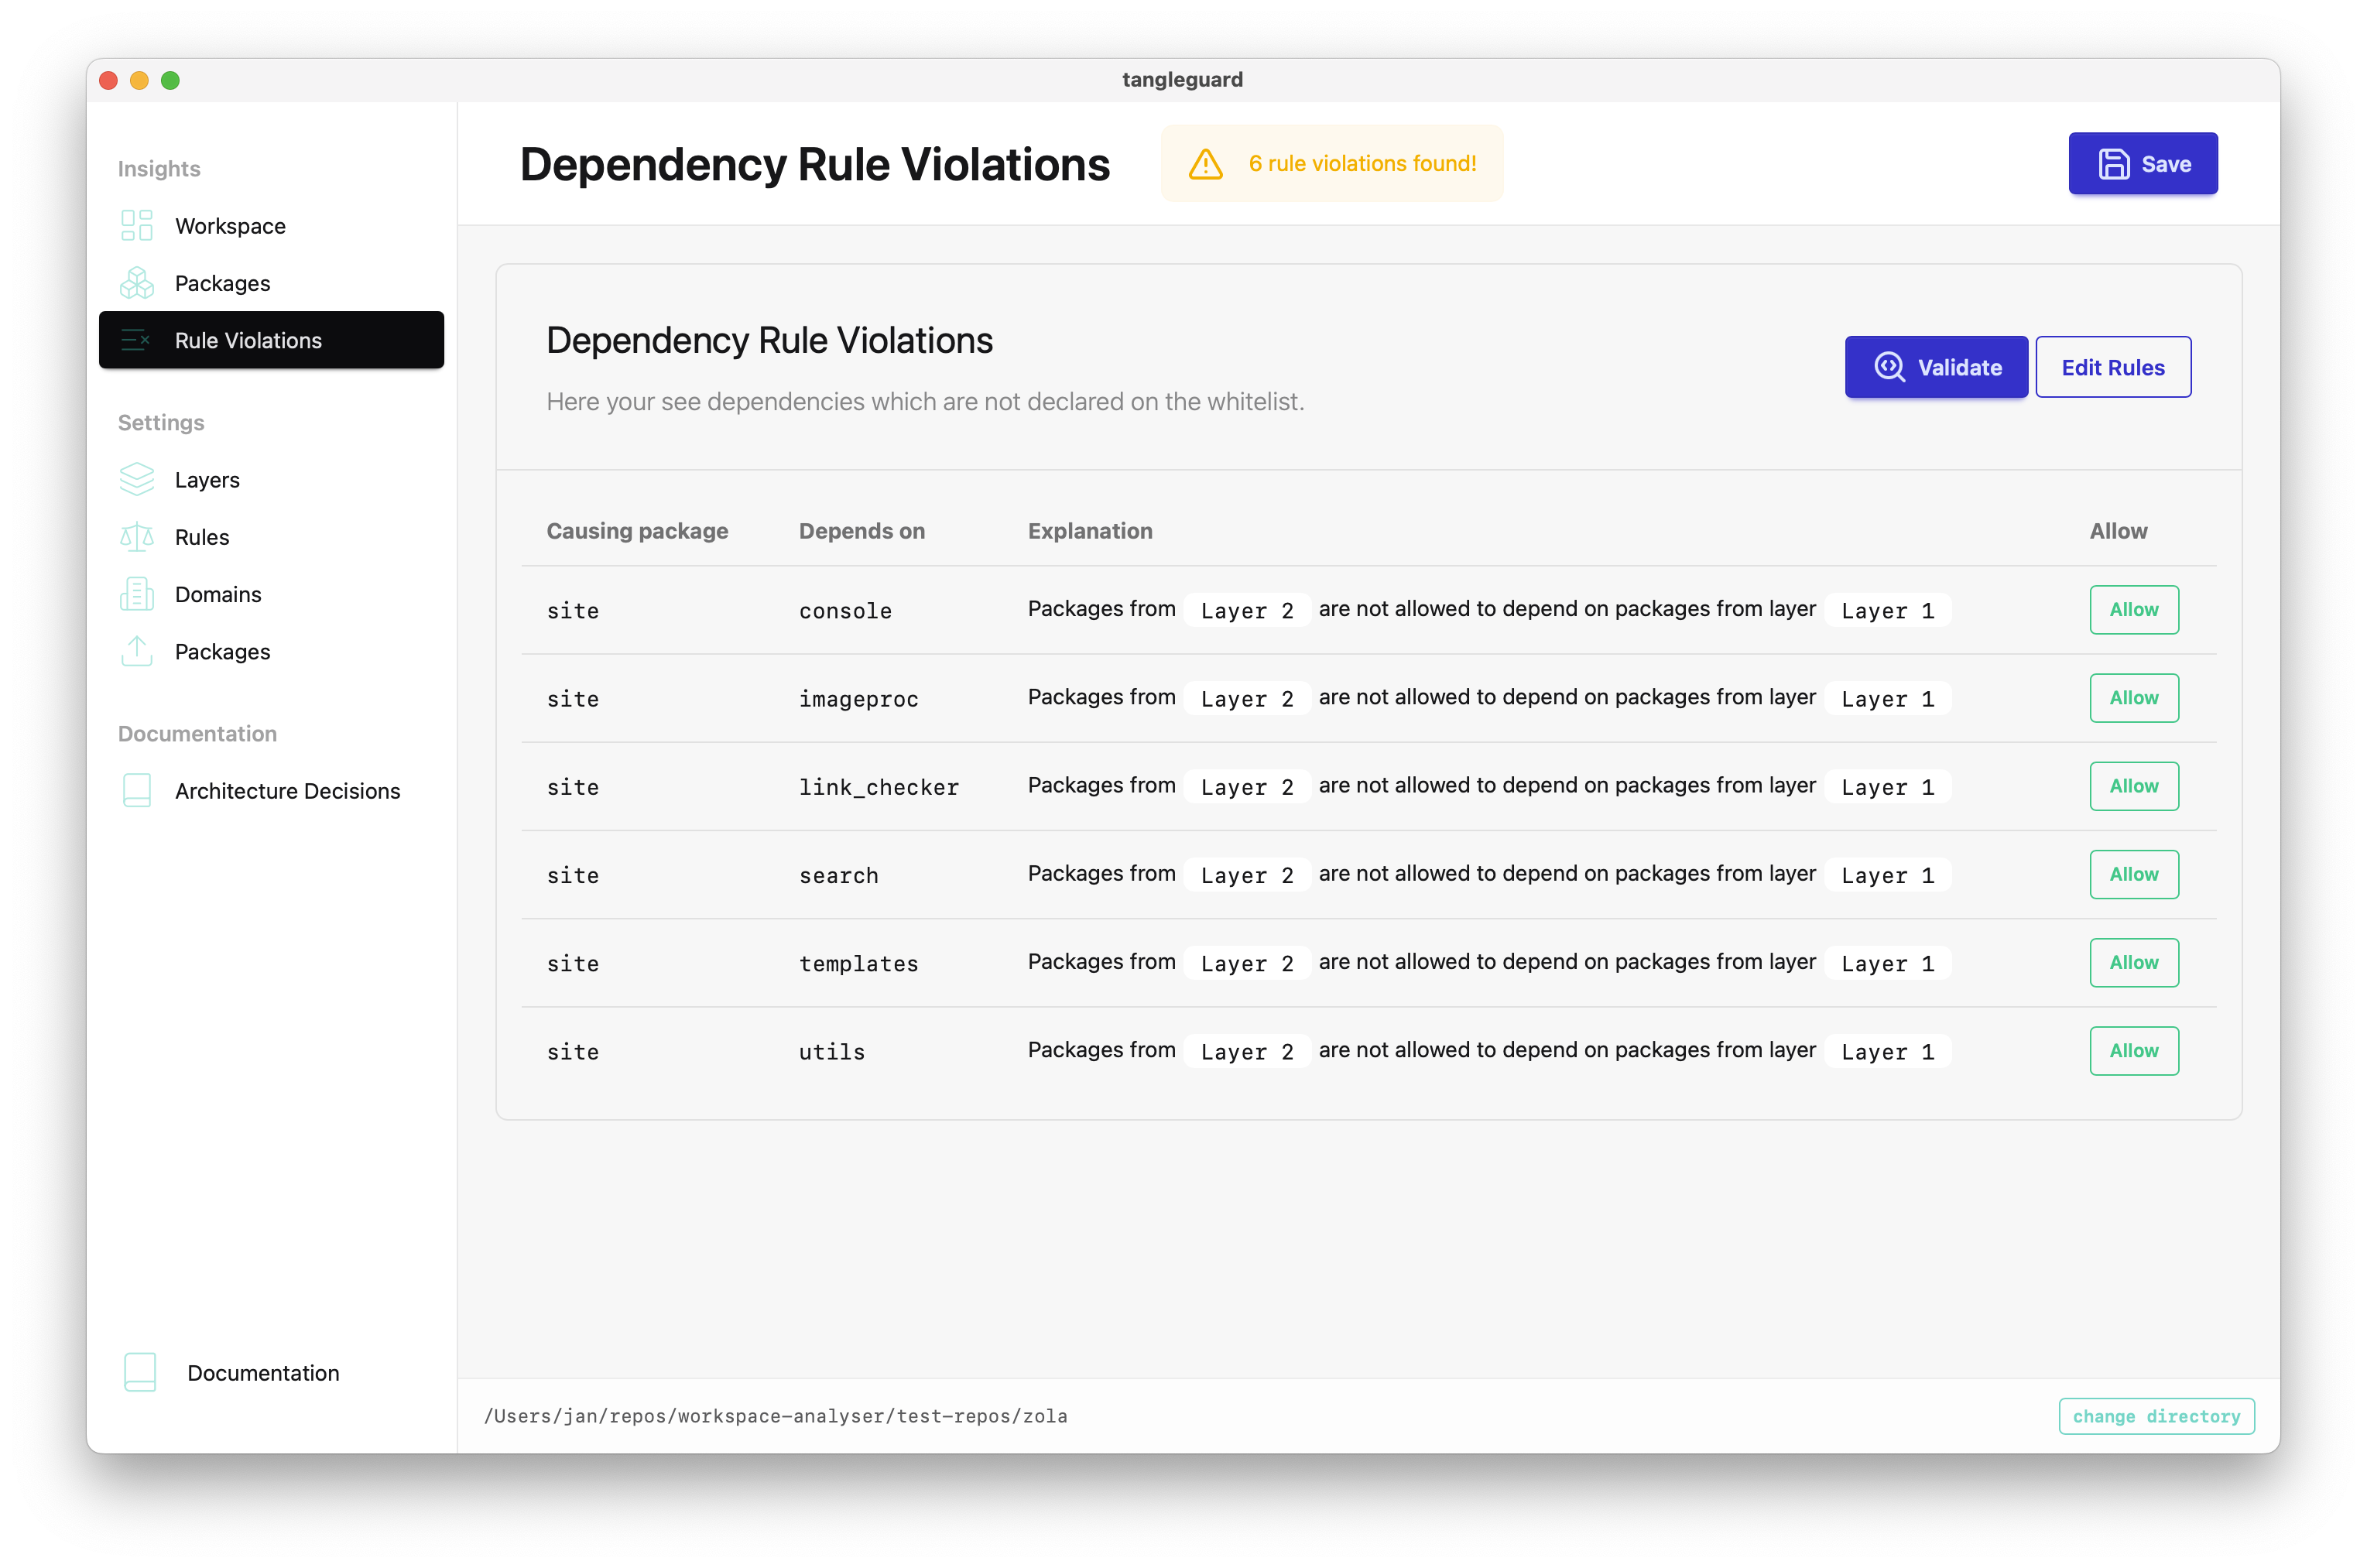 tangleguard
Insights
Workspace
Packages
Rule Violations
Settings
Layers
Rules
Domains
Packages
Documentation
Architecture Decisions
Documentation
Dependency Rule Violations
6 rule violations found!
Save
Dependency Rule Violations
Here your see dependencies which are not declared on the whitelist.
Validate
Edit Rules
Causing package Depends on Explanation Allow
site console Packages from Layer 2 are not allowed to depend on packages from layer Layer 1 Allow
site imageproc Packages from Layer 2 are not allowed to depend on packages from layer Layer 1 Allow
site link_checker Packages from Layer 2 are not allowed to depend on packages from layer Layer 1 Allow
site search Packages from Layer 2 are not allowed to depend on packages from layer Layer 1 Allow
site templates Packages from Layer 2 are not allowed to depend on packages from layer Layer 1 Allow
site utils Packages from Layer 2 are not allowed to depend on packages from layer Layer 1 Allow
/Users/jan/repos/workspace-analyser/test-repos/zola
change directory